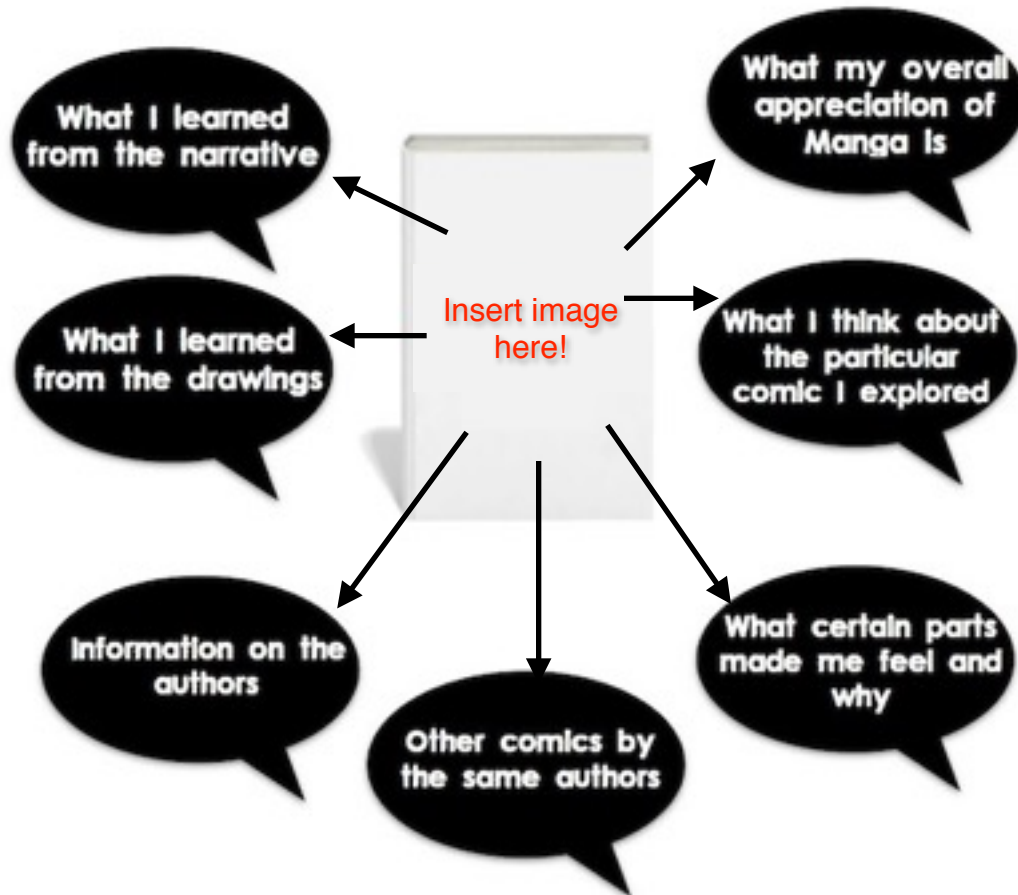 What I learned
from the narrative
What my overall
appreciation of
Manga is
What I learned
from the drawings
Insert image
here!
What I think about
the particular
comic I explored
Information on the
authors
Other comics by
the same authors
What certain parts
made me feel and
why